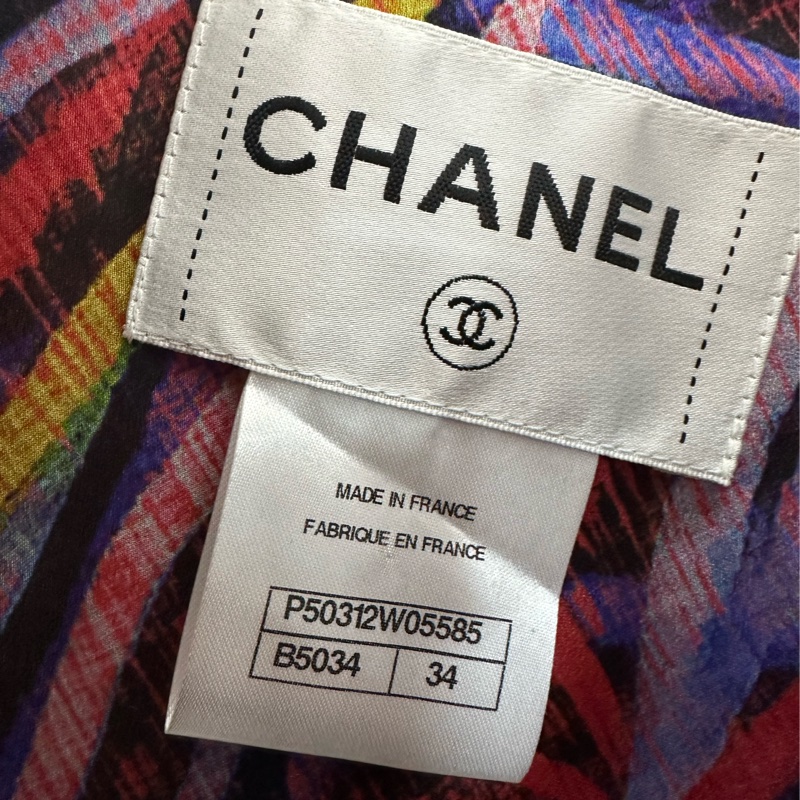 CHANEL
MADE IN FRANCE
FABRIQUE EN FRANCE
P50312W05585
B5034 34